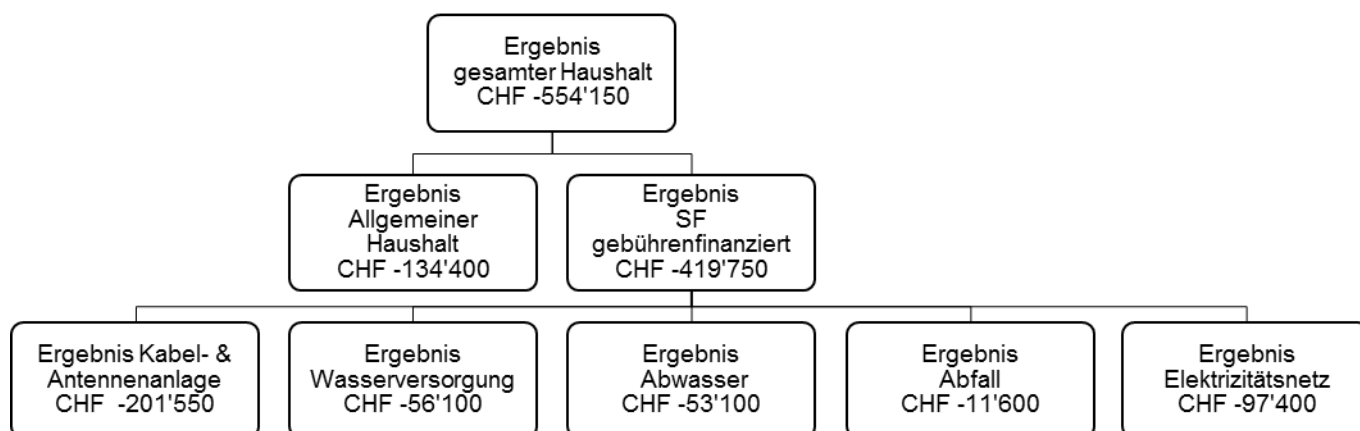 Ergebnis
gesamter Haushalt
CHF -554'150
Ergebnis
Allgemeiner
Haushalt
CHF -134'400
Ergebnis
SF
gebührenfinanziert
CHF -419'750
Ergebnis Kabel- &
Antennenanlage
CHF -201'550
Ergebnis
Wasserversorgung
CHF -56'100
Ergebnis
Abwasser
CHF -53'100
Ergebnis
Abfall
CHF -11'600
Ergebnis
Elektrizitätsnetz
CHF -97'400